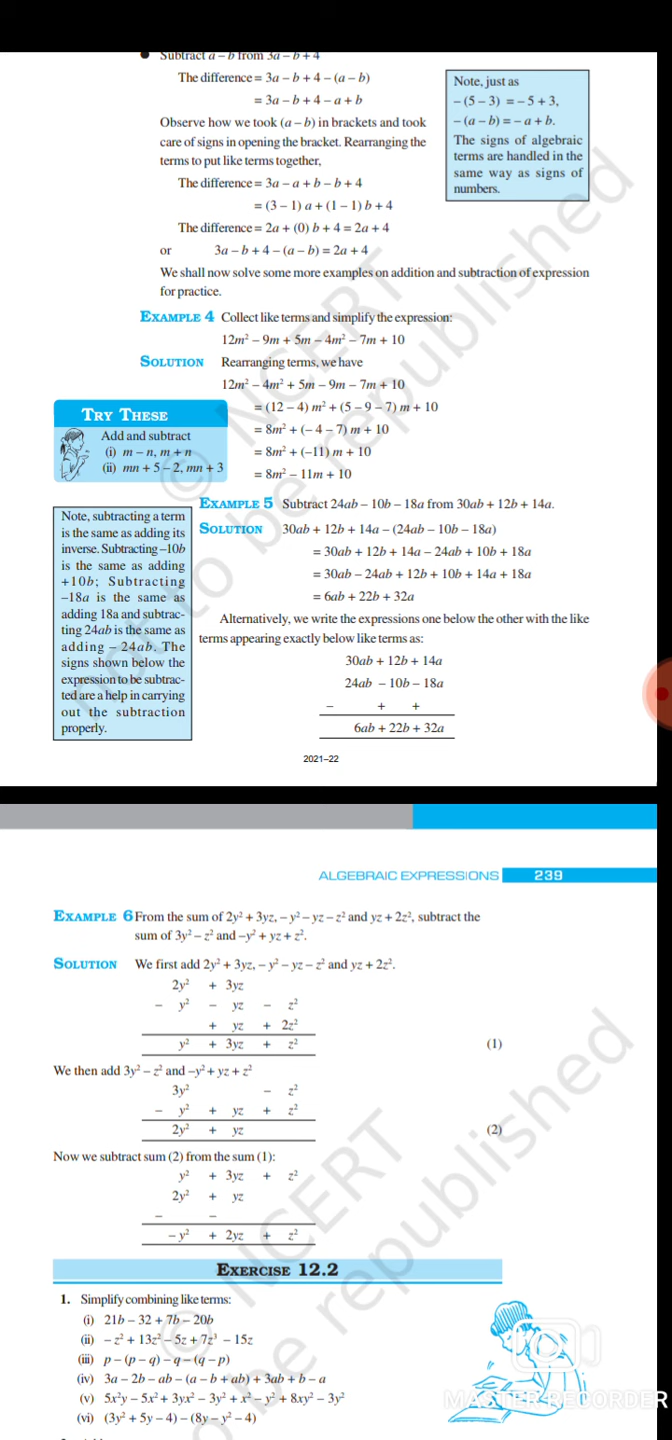 • Subtract a – b from 3a – b + 4
The difference = 3a – b + 4 – (a – b)
= 3a – b + 4 – a + b
Observe how we took (a – b) in brackets and took
care of signs in opening the bracket. Rearranging the
terms to put like terms together,
The difference = 3a – a + b – b + 4
= (3 – 1) a + (1 – 1) b + 4
The difference = 2a + (0) b + 4 = 2a + 4
or 3a – b + 4 – (a – b) = 2a + 4
Note, just as
– (5 – 3) = – 5 + 3,
– (a – b) = – a + b.
The signs of algebraic
terms are handled in the
same way as signs of
numbers.
We shall now solve some more examples on addition and subtraction of expression
for practice.
EXAMPLE 4 Collect like terms and simplify the expression:
12m² – 9m + 5m – 4m² – 7m + 10
SOLUTION Rearranging terms, we have
12m² – 4m² + 5m – 9m – 7m + 10
= (12 – 4) m² + (5 – 9 – 7) m + 10
= 8m² + (– 4 – 7) m + 10
= 8m² + (–11) m + 10
= 8m² – 11m + 10
TRY THESE
Add and subtract
(i) m – n, m + n
(ii) mn + 5 – 2, mn + 3
EXAMPLE 5 Subtract 24ab – 10b – 18a from 30ab + 12b + 14a.
SOLUTION 30ab + 12b + 14a – (24ab – 10b – 18a)
= 30ab + 12b + 14a – 24ab + 10b + 18a
= 30ab – 24ab + 12b + 10b + 14a + 18a
= 6ab + 22b + 32a
Note, subtracting a term
is the same as adding its
inverse. Subtracting –10b
is the same as adding
+10b; Subtracting
–18a is the same as
adding 18a and subtrac-
ting 24ab is the same as
adding – 24ab. The
signs shown below the
expression to be subtrac-
ted are a help in carrying
out the subtraction
properly.
Alternatively, we write the expressions one below the other with the like
terms appearing exactly below like terms as:
30ab + 12b + 14a
24ab – 10b – 18a
– + +
6ab + 22b + 32a
2021–22
ALGEBRAIC EXPRESSIONS 239
EXAMPLE 6 From the sum of 2y² + 3yz, – y² – yz – z² and yz + 2z², subtract the
sum of 3y² – z² and –y² + yz + z².
SOLUTION We first add 2y² + 3yz, – y² – yz – z² and yz + 2z².
2y² + 3yz
– y² – yz – z²
+ yz + 2z²
y² + 3yz + z² (1)
We then add 3y² – z² and –y² + yz + z²
3y² – z²
– y² + yz + z²
2y² + yz (2)
Now we subtract sum (2) from the sum (1):
y² + 3yz + z²
2y² + yz
– –
– y² + 2yz + z²
EXERCISE 12.2
1. Simplify combining like terms:
(i) 21b – 32 + 7b – 20b
(ii) – z² + 13z² – 5z + 7z³ – 15z
(iii) p – (p – q) – q – (q – p)
(iv) 3a – 2b – ab – (a – b + ab) + 3ab + b – a
(v) 5x²y – 5x² + 3yx² – 3y² + x² – y² + 8xy² – 3y²
(vi) (3y² + 5y – 4) – (8y – y² – 4)
© NCERT
not to be republished
© NCERT
be republished
MASTER RECORDER